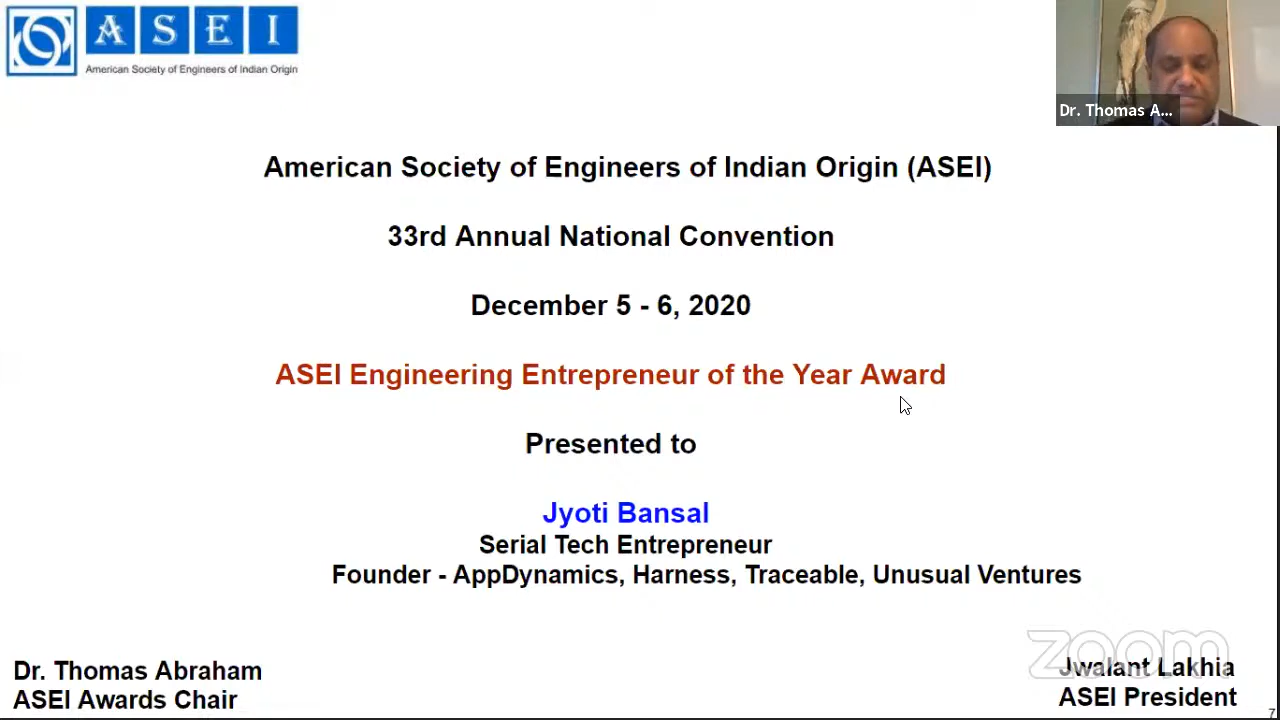 A S E I
American Society of Engineers of Indian Origin
Dr. Thomas A...
American Society of Engineers of Indian Origin (ASEI)
33rd Annual National Convention
December 5 - 6, 2020
ASEI Engineering Entrepreneur of the Year Award
Presented to
Jyoti Bansal
Serial Tech Entrepreneur
Founder - AppDynamics, Harness, Traceable, Unusual Ventures
Dr. Thomas Abraham
ASEI Awards Chair
zoom
Jwalant Lakhia
ASEI President
7